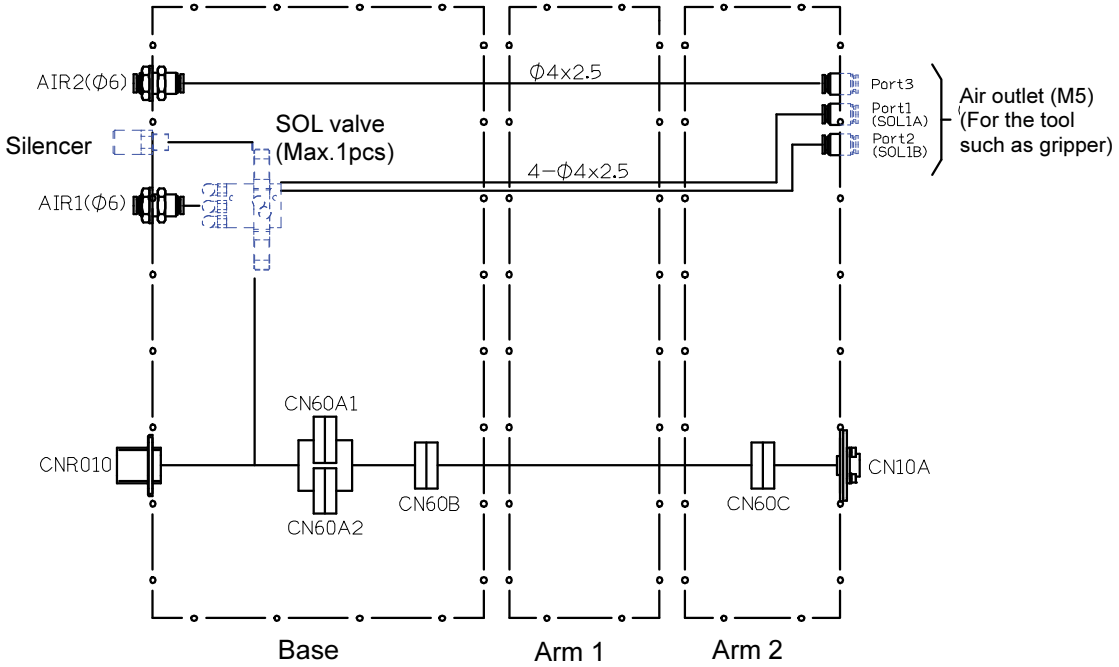 AIR2(Φ6)
Φ4x2.5
Port3
Port1
(SOL1A)
Port2
(SOL1B)
Air outlet (M5)
(For the tool
such as gripper)
SOL valve
(Max.1pcs)
Silencer
4-Φ4x2.5
AIR1(Φ6)
CN60A1
CNR010
CN10A
CN60B
CN60C
CN60A2
Base
Arm 1
Arm 2